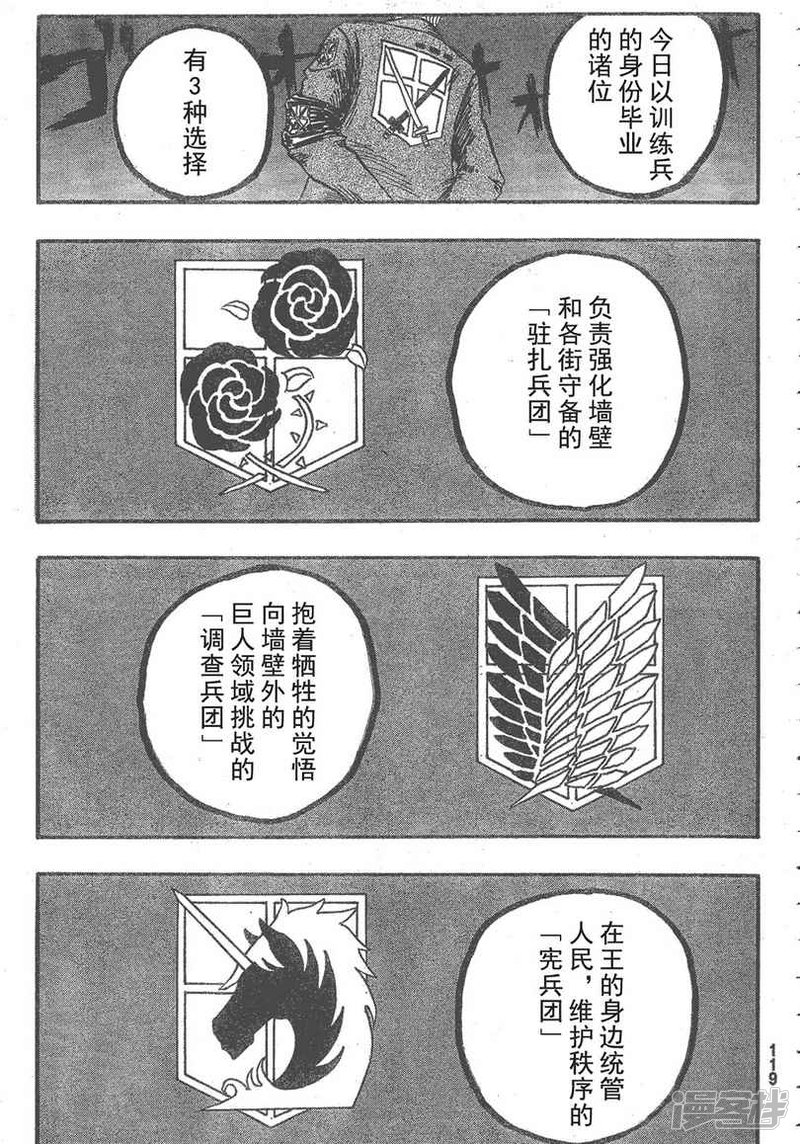 今日以训练兵
的身份毕业
的诸位
有3种选择
ゴォォォ
负责强化墙壁
和各街守备的
「驻扎兵团」
抱着牺牲的觉悟
向墙壁外的
巨人领域挑战的
「调查兵团」
在王的身边统管
人民，维护秩序的
「宪兵团」
119
漫客栈